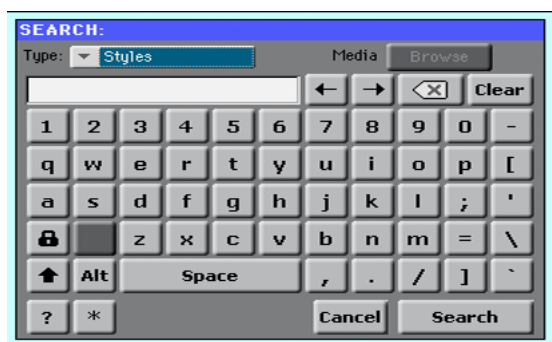 SEARCH:
Type: Styles Media Browse
← → Clear
1 2 3 4 5 6 7 8 9 0 -
q w e r t y u i o p [
a s d f g h j k l ; '
z x c v b n m = \
Alt Space , . / ] `
? * Cancel Search